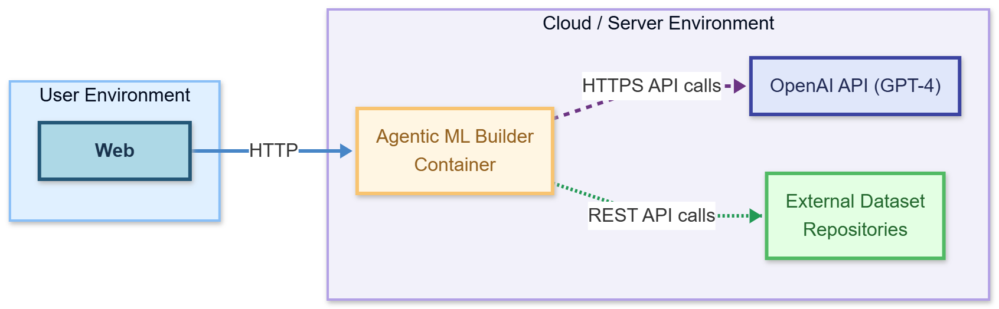 User Environment
Web
HTTP
Cloud / Server Environment
Agentic ML Builder
Container
HTTPS API calls
OpenAI API (GPT-4)
REST API calls
External Dataset
Repositories